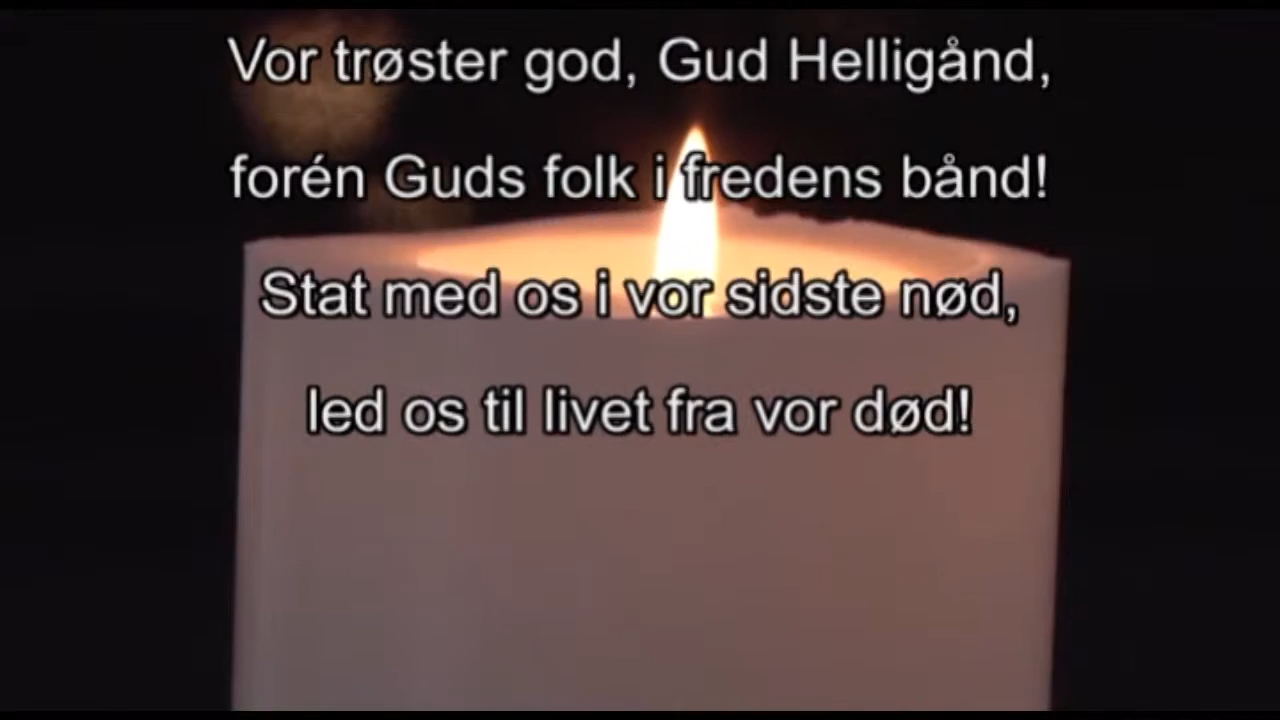 Vor trøster god, Gud Helligånd,
forén Guds folk i fredens bånd!
Stat med os i vor sidste nød,
led os til livet fra vor død!